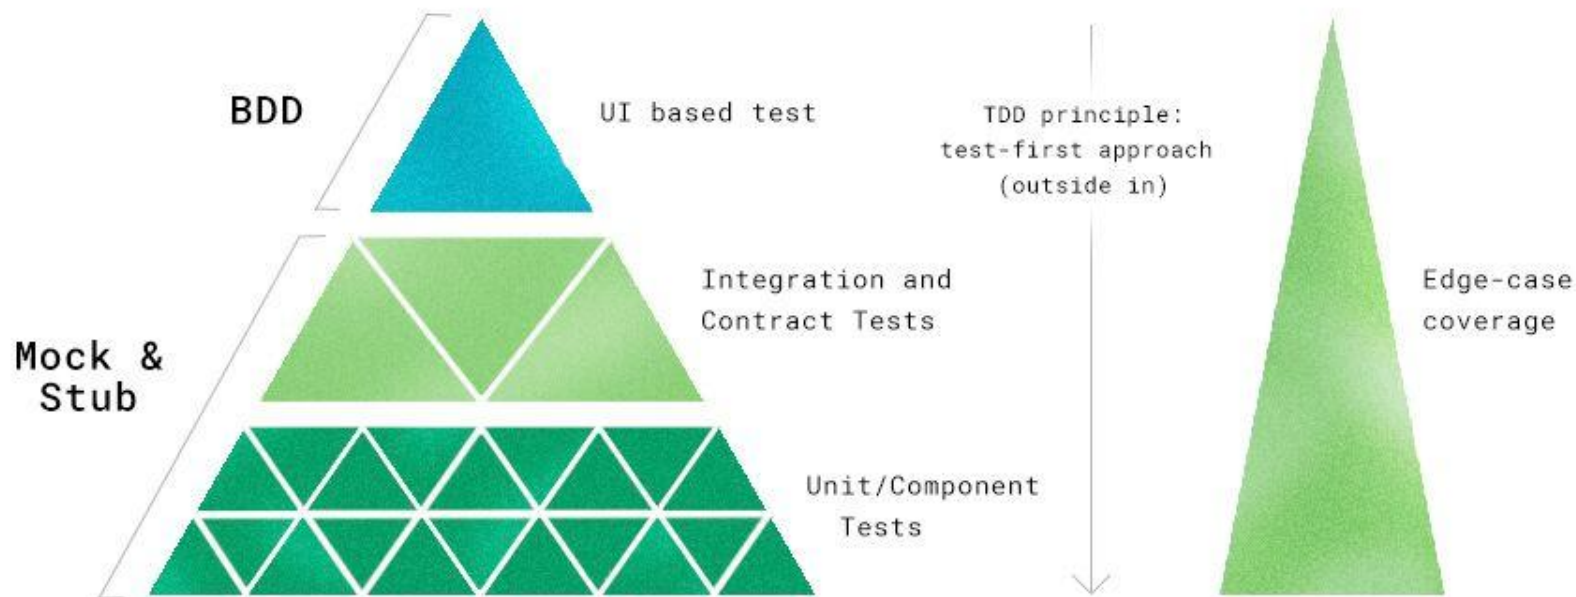 BDD
UI based test
TDD principle:
test-first approach
(outside in)
Integration and
Contract Tests
Edge-case
coverage
Mock &
Stub
Unit/Component
Tests